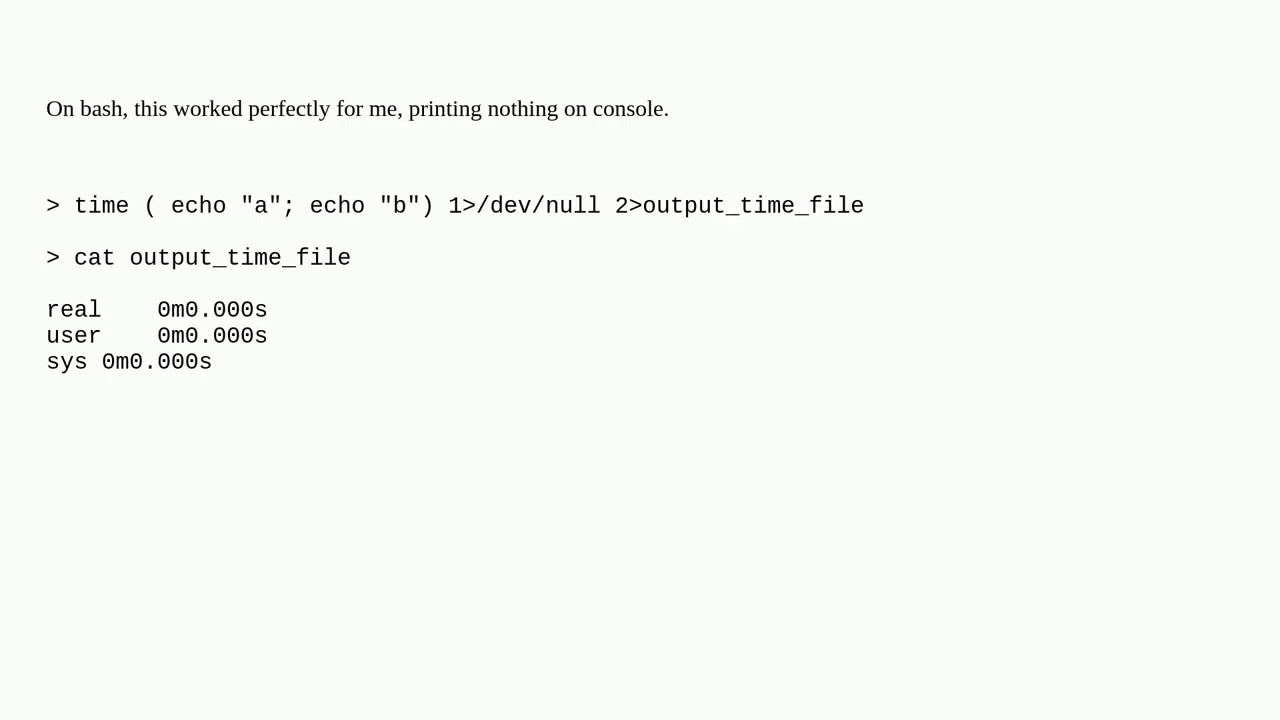 On bash, this worked perfectly for me, printing nothing on console.
> time ( echo "a"; echo "b") 1>/dev/null 2>output_time_file
> cat output_time_file
real    0m0.000s
user    0m0.000s
sys 0m0.000s